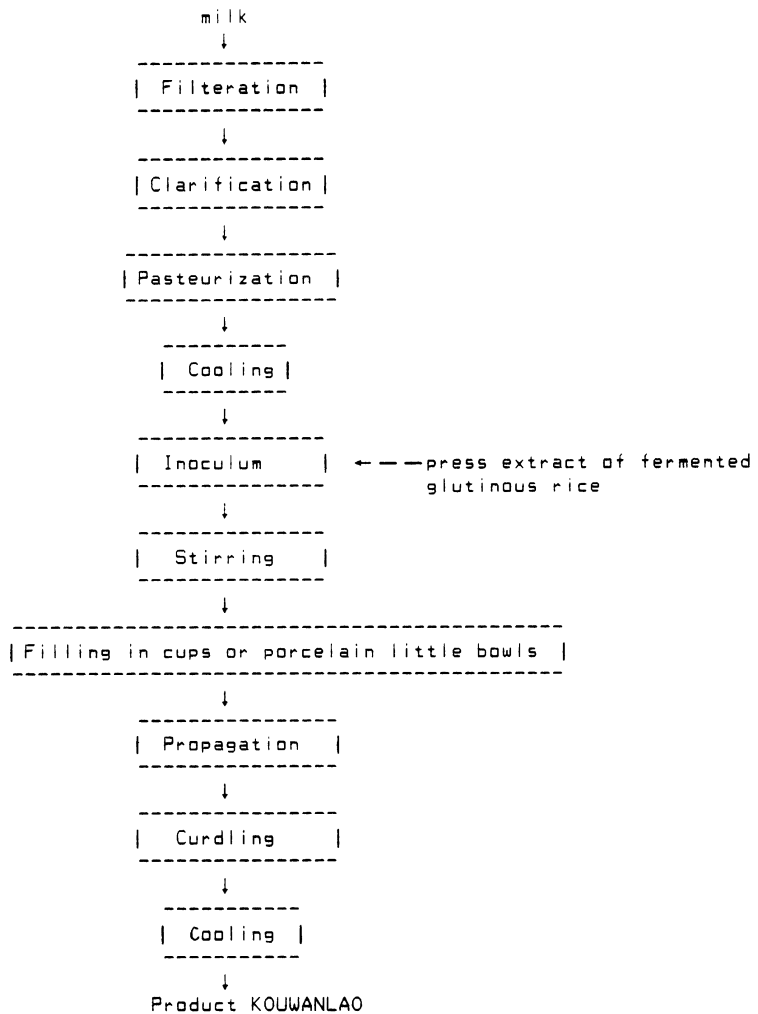 milk
↓
---------------
| Filteration |
---------------
↓
---------------
| Clarification |
---------------
↓
-----------------
| Pasteurization |
-----------------
↓
----------
| Cooling |
----------
↓
---------------
| Inoculum | ← – – press extract of fermented
--------------- glutinous rice
↓
---------------
| Stirring |
---------------
↓
--------------------------------------------
| Filling in cups or porcelain little bowls |
--------------------------------------------
↓
----------------
| Propagation |
----------------
↓
----------------
| Curdling |
----------------
↓
-----------
| Cooling |
-----------
↓
Product KOUWANLAO